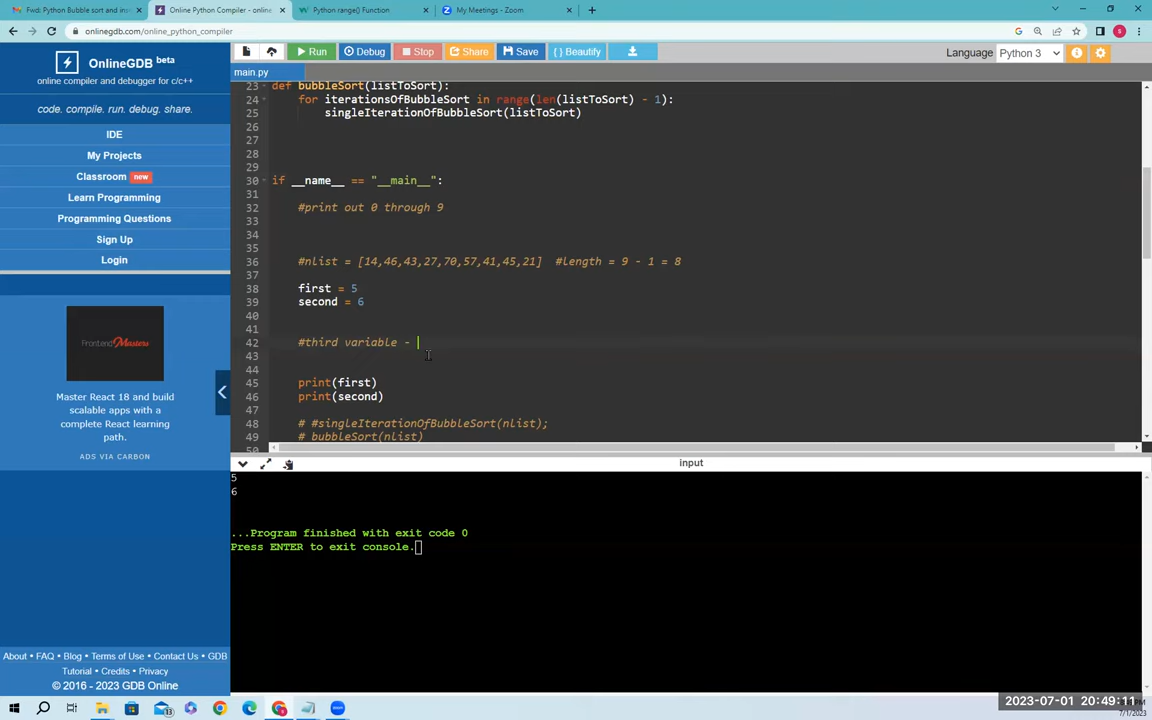 Fwd: Python Bubble sort and ins
Online Python Compiler - online
Python range() Function
My Meetings - Zoom
onlinegdb.com/online_python_compiler
OnlineGDB beta
online compiler and debugger for c/c++
code. compile. run. debug. share.
IDE
My Projects
Classroom new
Learn Programming
Programming Questions
Sign Up
Login
FrontendMasters
Master React 18 and build
scalable apps with a
complete React learning
path.
ADS VIA CARBON
About • FAQ • Blog • Terms of Use • Contact Us • GDB
Tutorial • Credits • Privacy
© 2016 - 2023 GDB Online
Run Debug Stop Share Save { } Beautify
Language Python 3
main.py
23 def bubbleSort(listToSort):
24 for iterationsOfBubbleSort in range(len(listToSort) - 1):
25 singleIterationOfBubbleSort(listToSort)
26
27
28
29
30 if __name__ == "__main__":
31
32 #print out 0 through 9
33
34
35
36 #nlist = [14,46,43,27,70,57,41,45,21] #length = 9 - 1 = 8
37
38 first = 5
39 second = 6
40
41
42 #third variable -
43
44
45 print(first)
46 print(second)
47
48 # #singleIterationOfBubbleSort(nlist);
49 # bubbleSort(nlist)
50
input
5
6
...Program finished with exit code 0
Press ENTER to exit console.
2023-07-01 20:49:11
7/1/2023